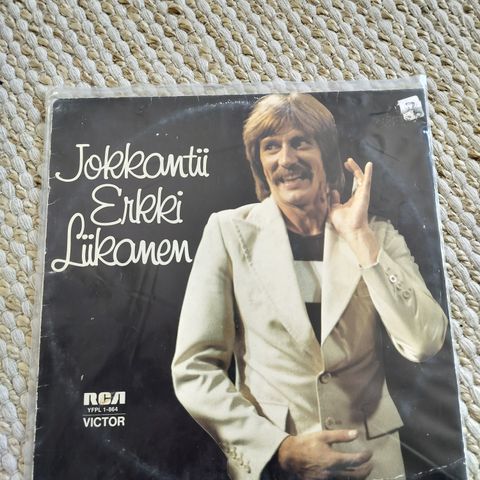 Jokkantii
Erkki
Liikanen
RCA
YFPL 1-864
VICTOR